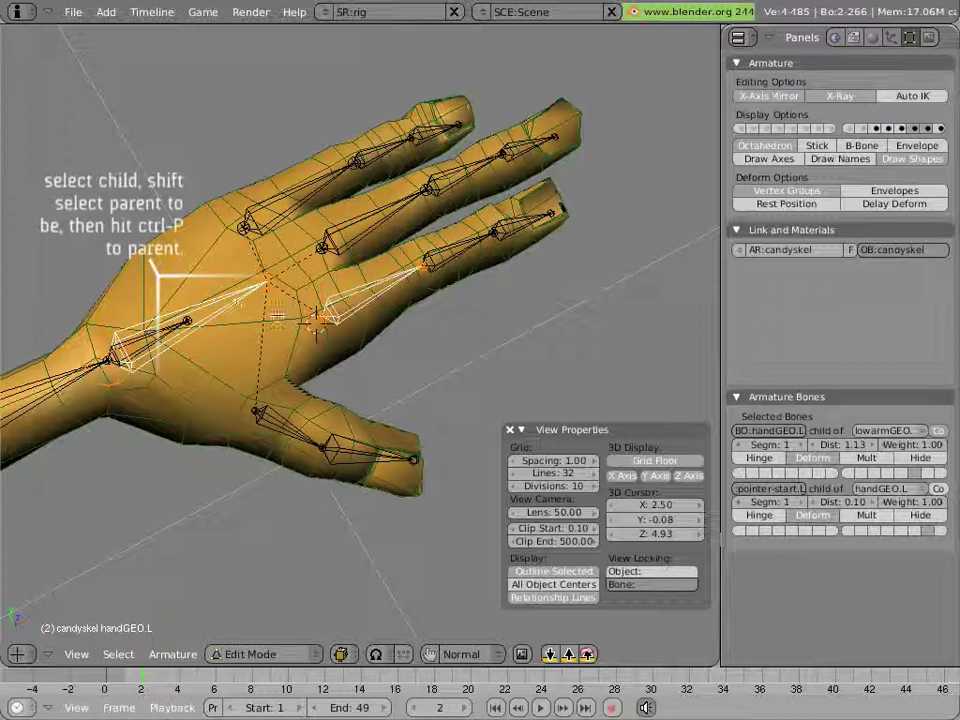 File Add Timeline Game Render Help SR:rig SCE:Scene www.blender.org 244 Ve:4-485 | Bo:2-266 | Mem:17.06M
Panels
select child, shift
select parent to
be, then hit ctrl-P
to parent.
Armature
Editing Options
X-Axis Mirror X-Ray Auto IK
Display Options
Octahedron Stick B-Bone Envelope
Draw Axes Draw Names Draw Shapes
Deform Options
Vertex Groups Envelopes
Rest Position Delay Deform
Link and Materials
AR:candyskel F OB:candyskel
Armature Bones
Selected Bones
BO:handGEO.L child of lowarmGEO. Co
Segm: 1 Dist: 1.13 Weight: 1.00
Hinge Deform Mult Hide
pointer-start.L child of handGEO.L Co
Segm: 1 Dist: 0.10 Weight: 1.00
Hinge Deform Mult Hide
View Properties
Grid: 3D Display:
Spacing: 1.00 Grid Floor
Lines: 32 X Axis Y Axis Z Axis
Divisions: 10 3D Cursor:
View Camera: X: 2.50
Lens: 50.00 Y: -0.08
Clip Start: 0.10 Z: 4.93
Clip End: 500.00
Display: View Locking:
Outline Selected Object:
All Object Centers Bone:
Relationship Lines
(2) candyskel handGEO.L
View Select Armature Edit Mode Normal
-4 -2 0 2 4 6 8 10 12 14 16 18 20 22 24 26 28 30 32 34 36 38 40 42 44 46
View Frame Playback Pr Start: 1 End: 49 2